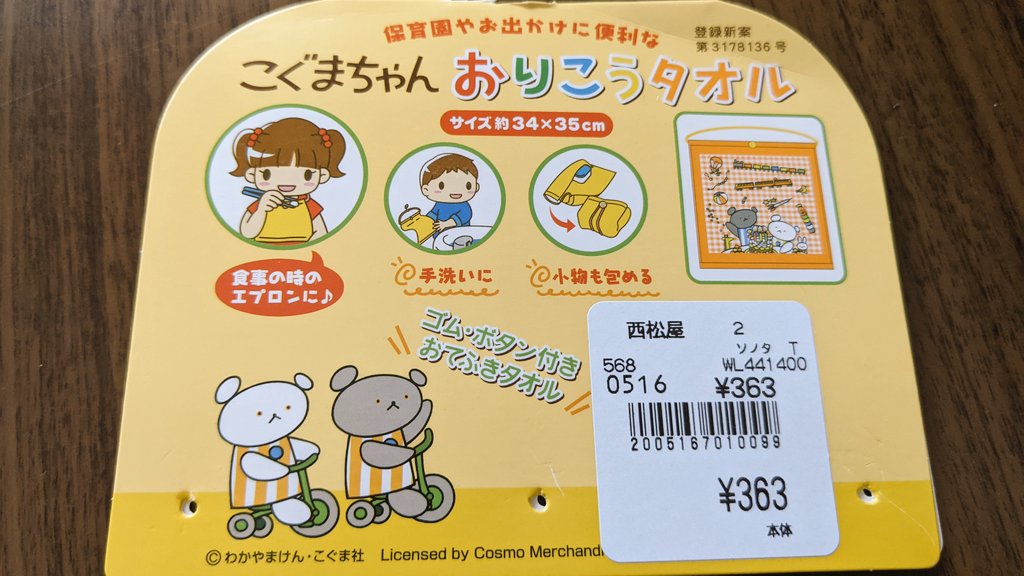 保育園やお出かけに便利な
登録新案
第3178136号
こぐまちゃん おりこうタオル
サイズ約34×35cm
食事の時の
エプロンに♪
手洗いに
小物も包める
ゴム・ボタン付き
おてふきタオル
西松屋 2
ソノタ T
568 WL441400
0516 ¥363
2005167010099
¥363
本体
©わかやまけん・こぐま社 Licensed by Cosmo